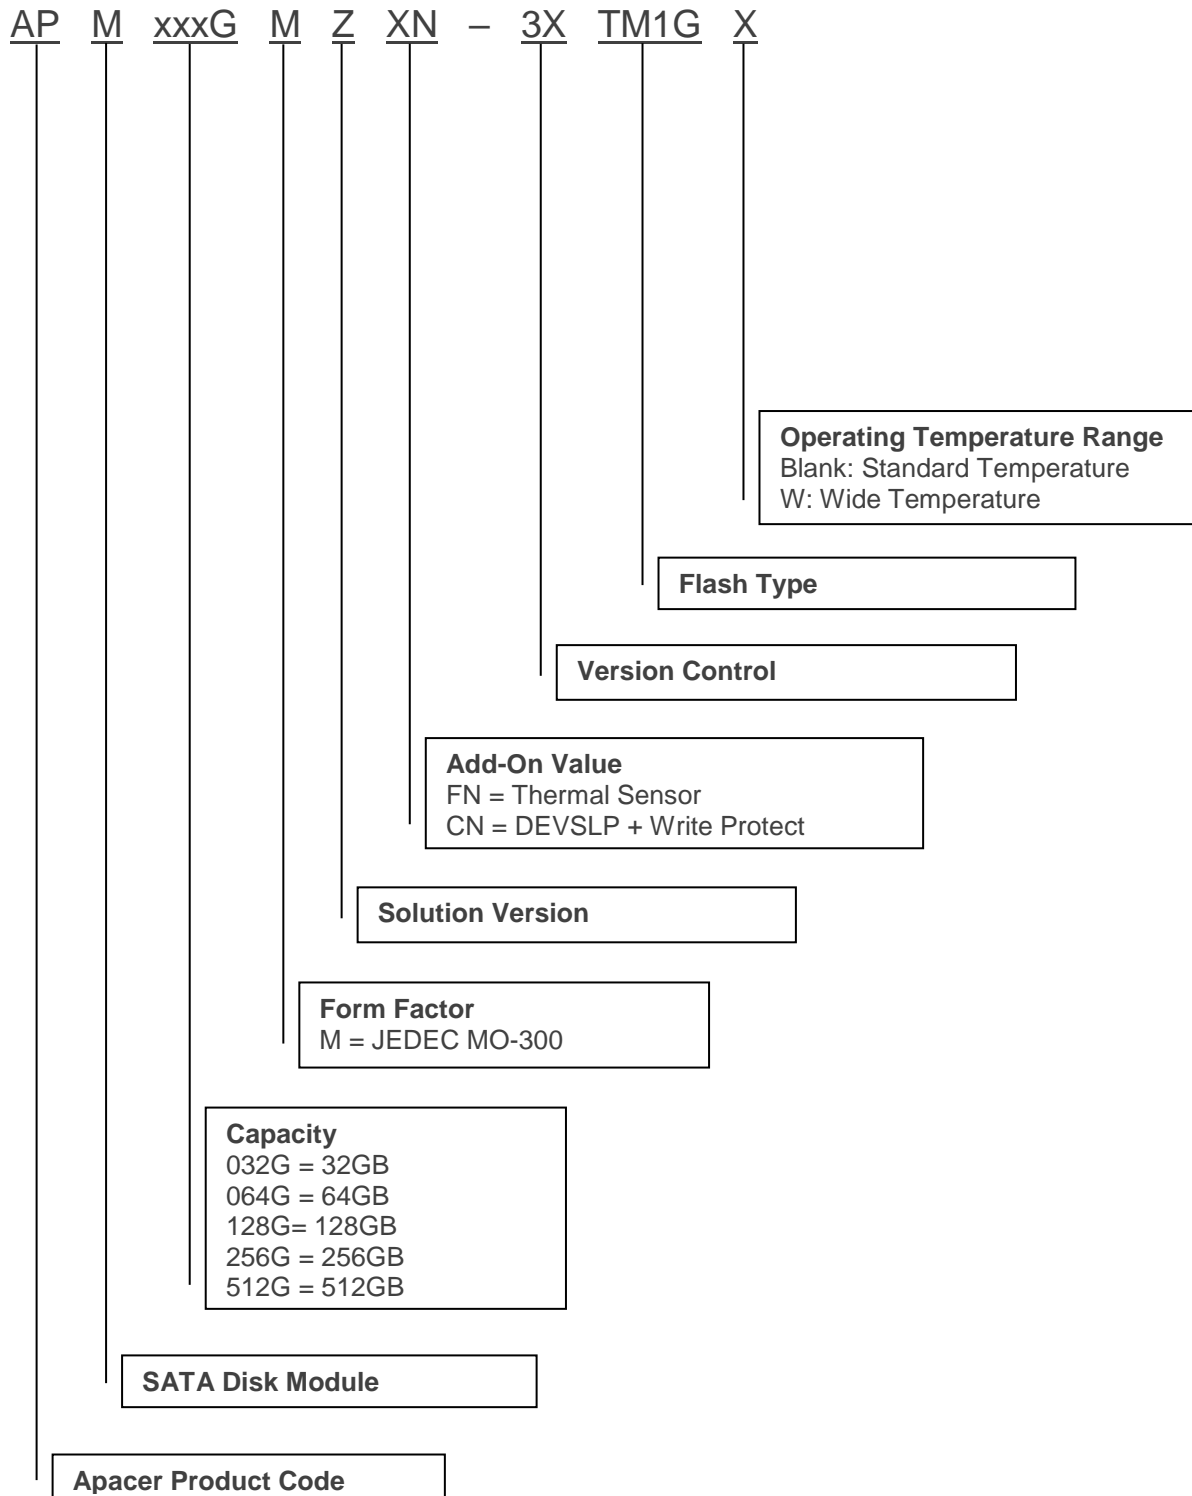 AP M xxxG M Z XN – 3X TM1G X
Operating Temperature Range
Blank: Standard Temperature
W: Wide Temperature
Flash Type
Version Control
Add-On Value
FN = Thermal Sensor
CN = DEVSLP + Write Protect
Solution Version
Form Factor
M = JEDEC MO-300
Capacity
032G = 32GB
064G = 64GB
128G= 128GB
256G = 256GB
512G = 512GB
SATA Disk Module
Apacer Product Code